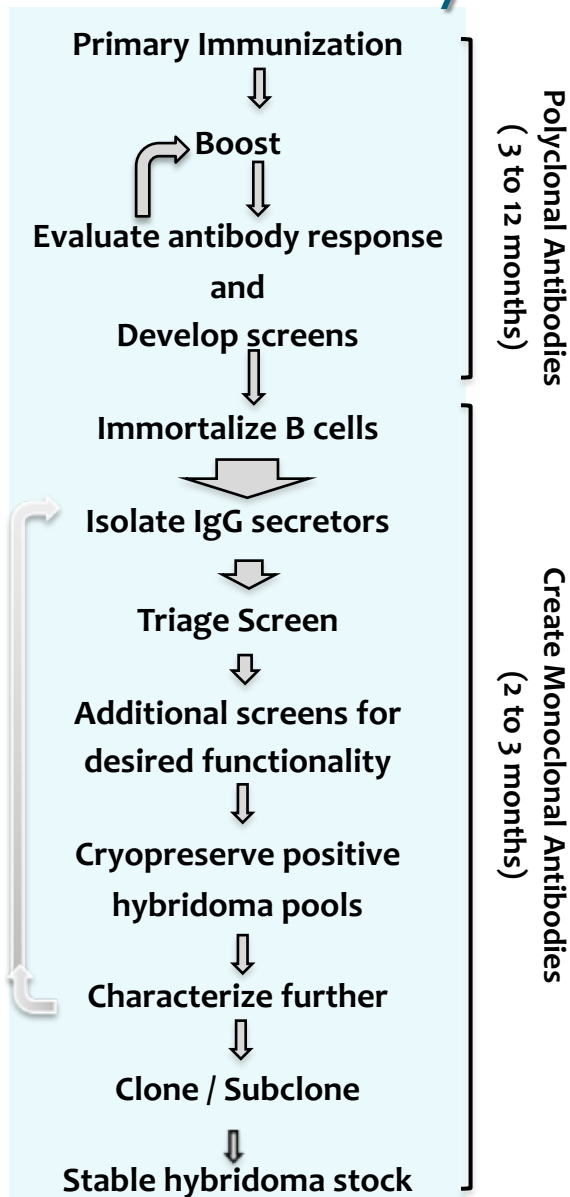 Primary Immunization
Boost
Evaluate antibody response
and
Develop screens
Immortalize B cells
Isolate IgG secretors
Triage Screen
Additional screens for
desired functionality
Cryopreserve positive
hybridoma pools
Characterize further
Clone / Subclone
Stable hybridoma stock
Polyclonal Antibodies
( 3 to 12 months)
Create Monoclonal Antibodies
(2 to 3 months)